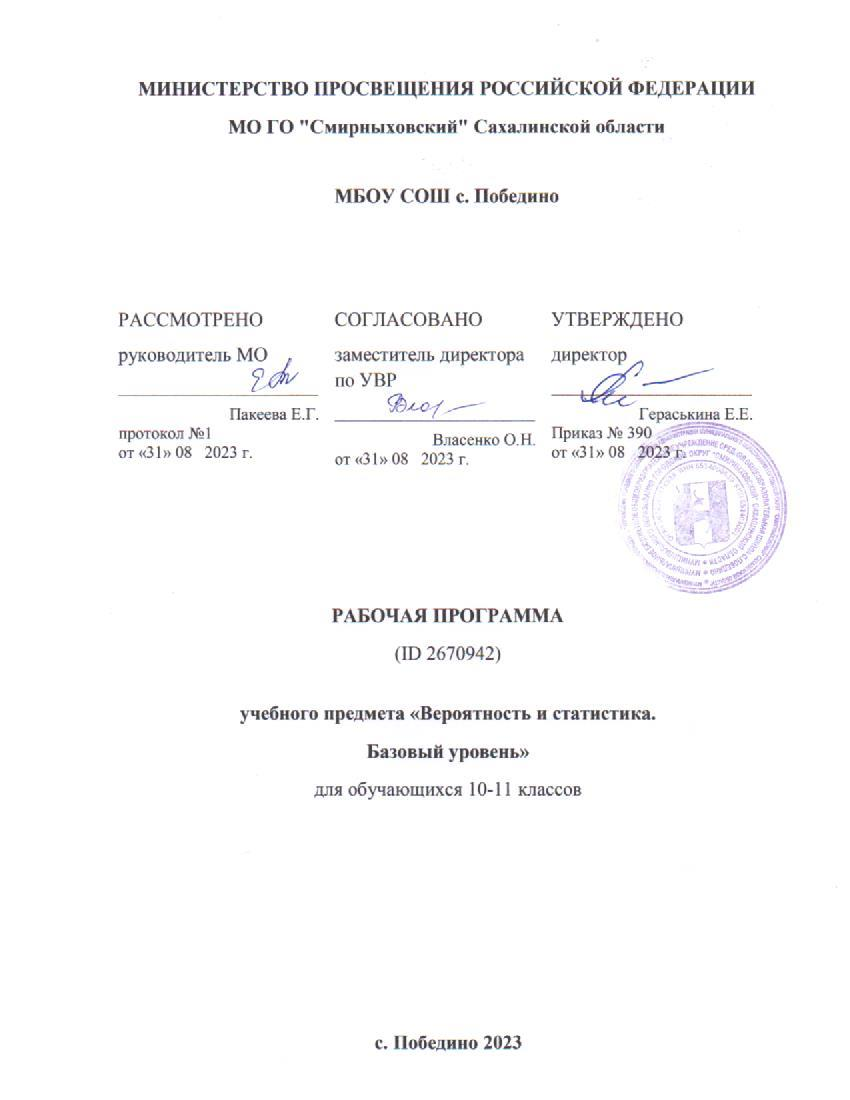 МИНИСТЕРСТВО ПРОСВЕЩЕНИЯ РОССИЙСКОЙ ФЕДЕРАЦИИ
МО ГО "Смирныховский" Сахалинской области
МБОУ СОШ с. Победино
РАССМОТРЕНО
руководитель МО
Пакеева Е.Г.
протокол №1
от «31» 08 2023 г.
СОГЛАСОВАНО
заместитель директора
по УВР
Власенко О.Н.
от «31» 08 2023 г.
УТВЕРЖДЕНО
директор
Гераськина Е.Е.
Приказ № 390
от «31» 08 2023 г.
РАБОЧАЯ ПРОГРАММА
(ID 2670942)
учебного предмета «Вероятность и статистика.
Базовый уровень»
для обучающихся 10-11 классов
с. Победино 2023